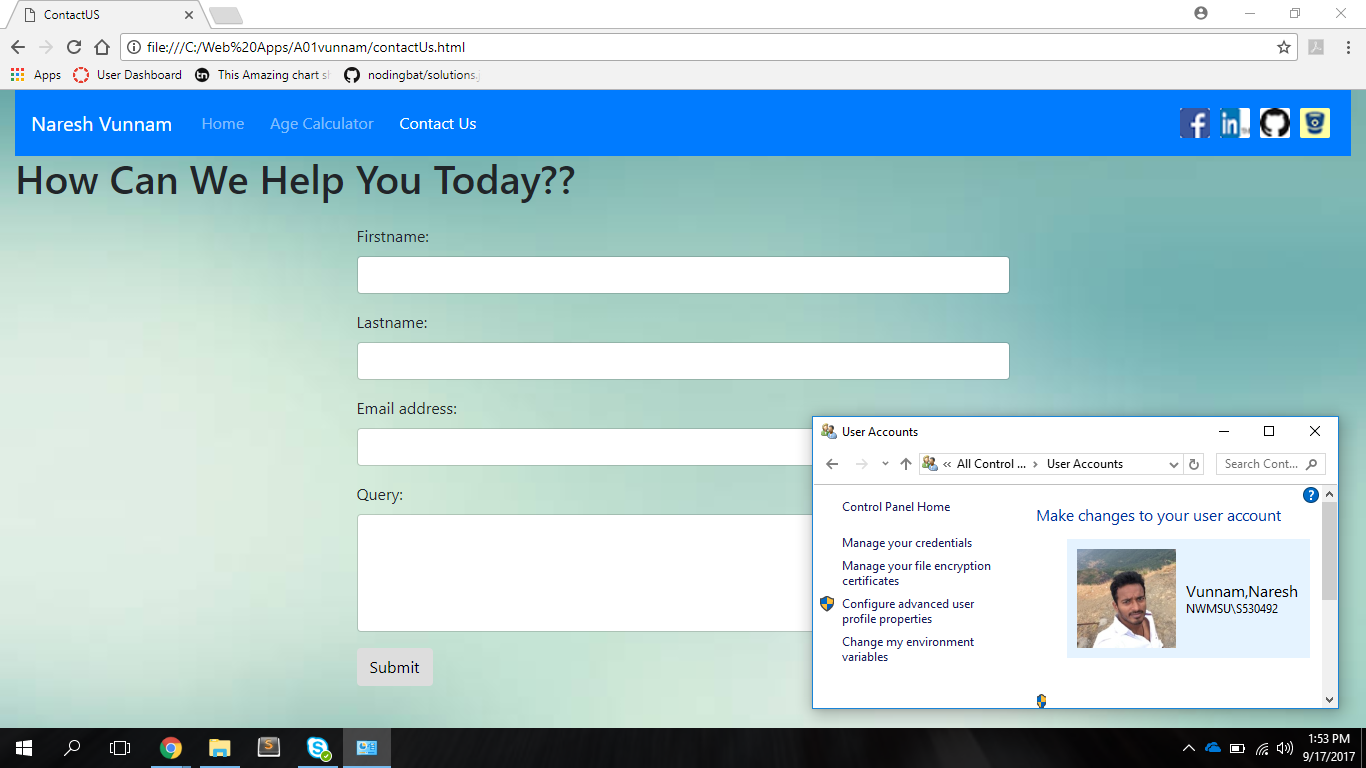 ContactUS
file:///C:/Web%20Apps/A01vunnam/contactUs.html
Apps
User Dashboard
This Amazing chart sh
nodingbat/solutions.j
Naresh Vunnam
Home
Age Calculator
Contact Us
How Can We Help You Today??
Firstname:
Lastname:
Email address:
Query:
Submit
User Accounts
« All Control ... › User Accounts
Search Cont...
Control Panel Home
Manage your credentials
Manage your file encryption
certificates
Configure advanced user
profile properties
Change my environment
variables
Make changes to your user account
Vunnam,Naresh
NWMSU\S530492
1:53 PM
9/17/2017